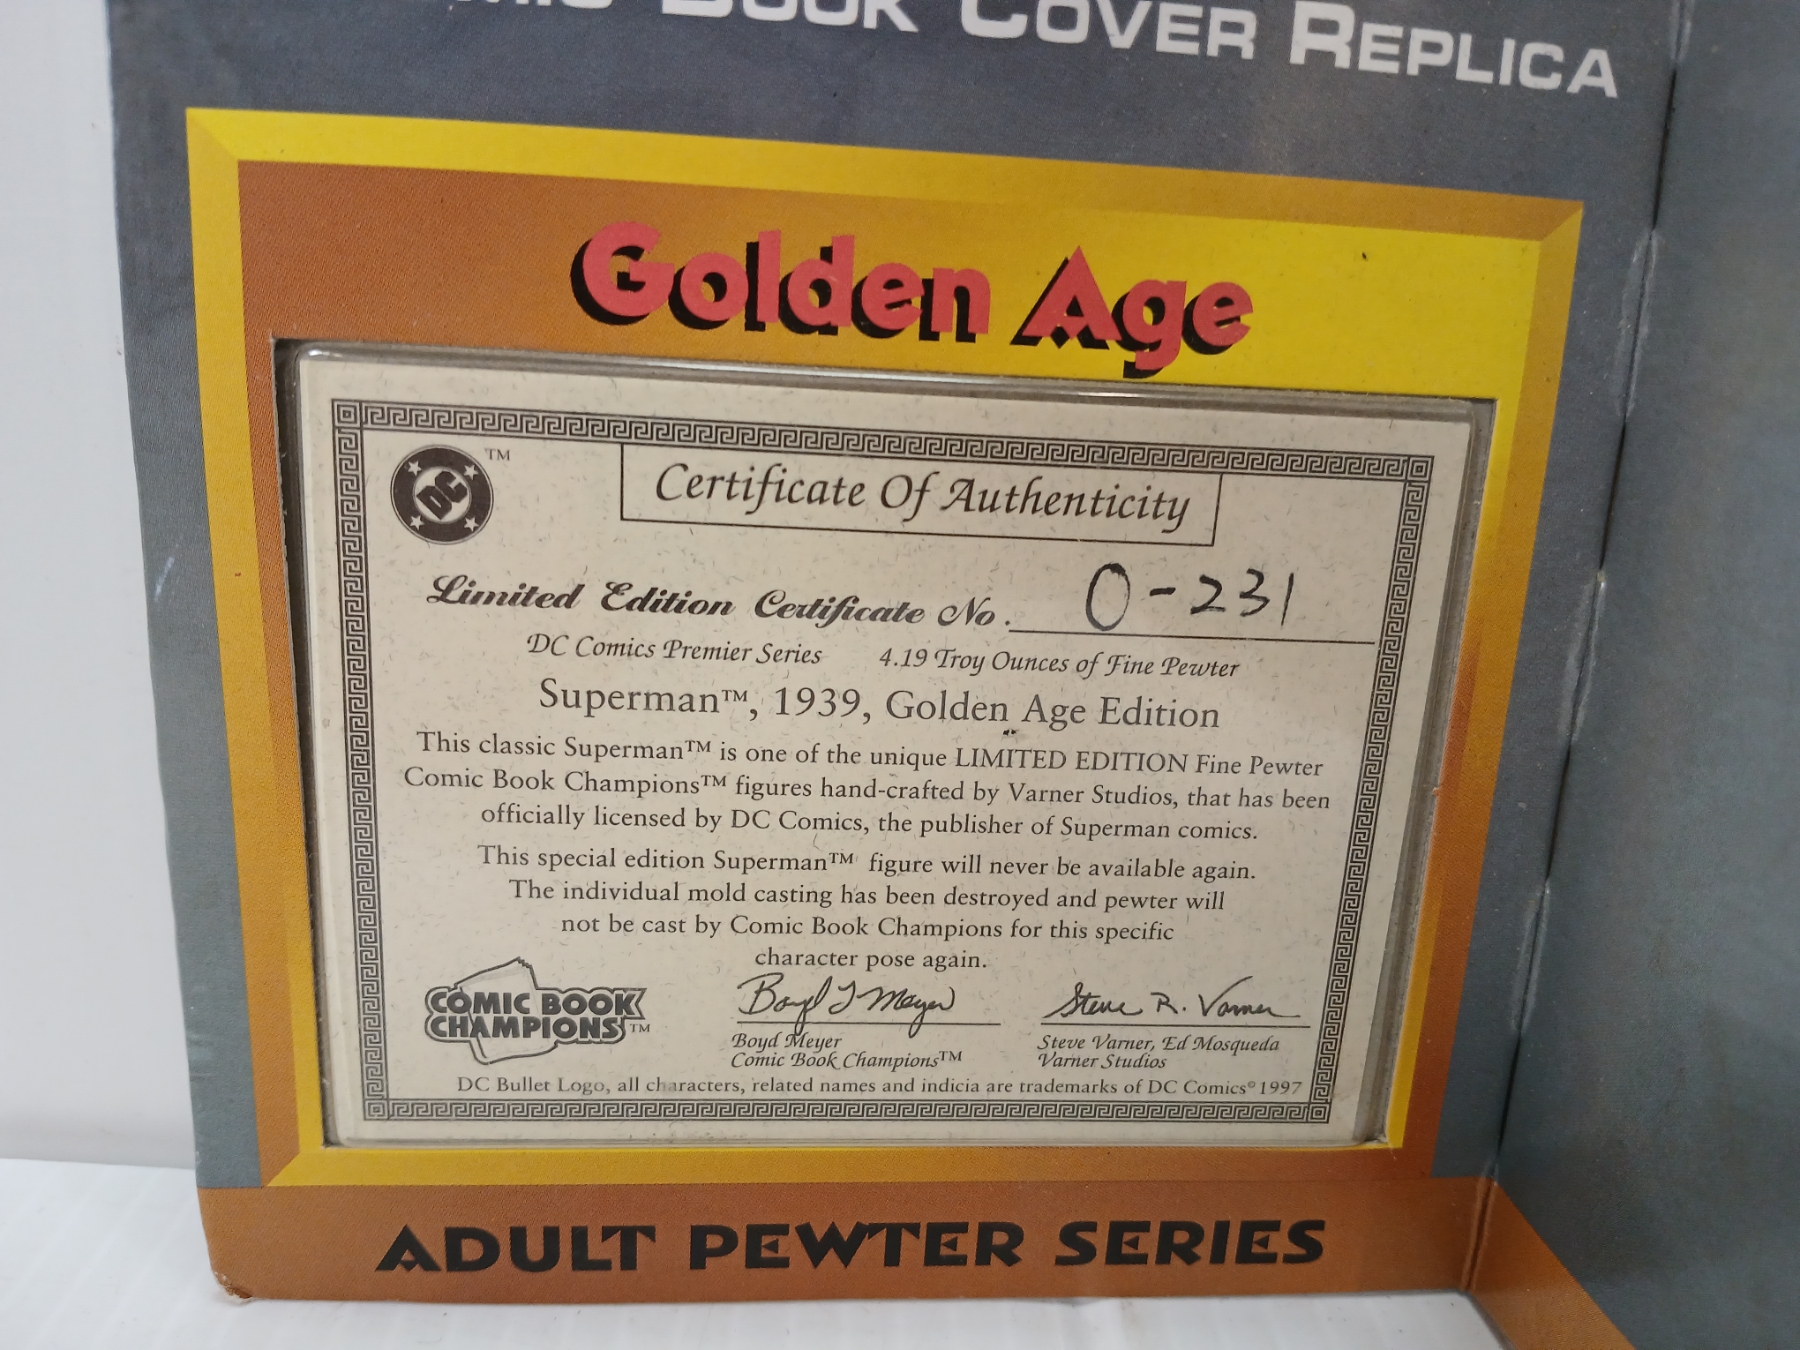 Book Cover Replica
Golden Age
DC TM
Certificate Of Authenticity
Limited Edition Certificate No. 0-231
DC Comics Premier Series 4.19 Troy Ounces of Fine Pewter
Superman™, 1939, Golden Age Edition
This classic Superman™ is one of the unique LIMITED EDITION Fine Pewter
Comic Book Champions™ figures hand-crafted by Varner Studios, that has been
officially licensed by DC Comics, the publisher of Superman comics.
This special edition Superman™ figure will never be available again.
The individual mold casting has been destroyed and pewter will
not be cast by Comic Book Champions for this specific
character pose again.
COMIC BOOK
CHAMPIONS™
Boyd J Meyer
Steve R. Varner
Boyd Meyer
Comic Book Champions™
Steve Varner, Ed Mosqueda
Varner Studios
DC Bullet Logo, all characters, related names and indicia are trademarks of DC Comics© 1997
ADULT PEWTER SERIES